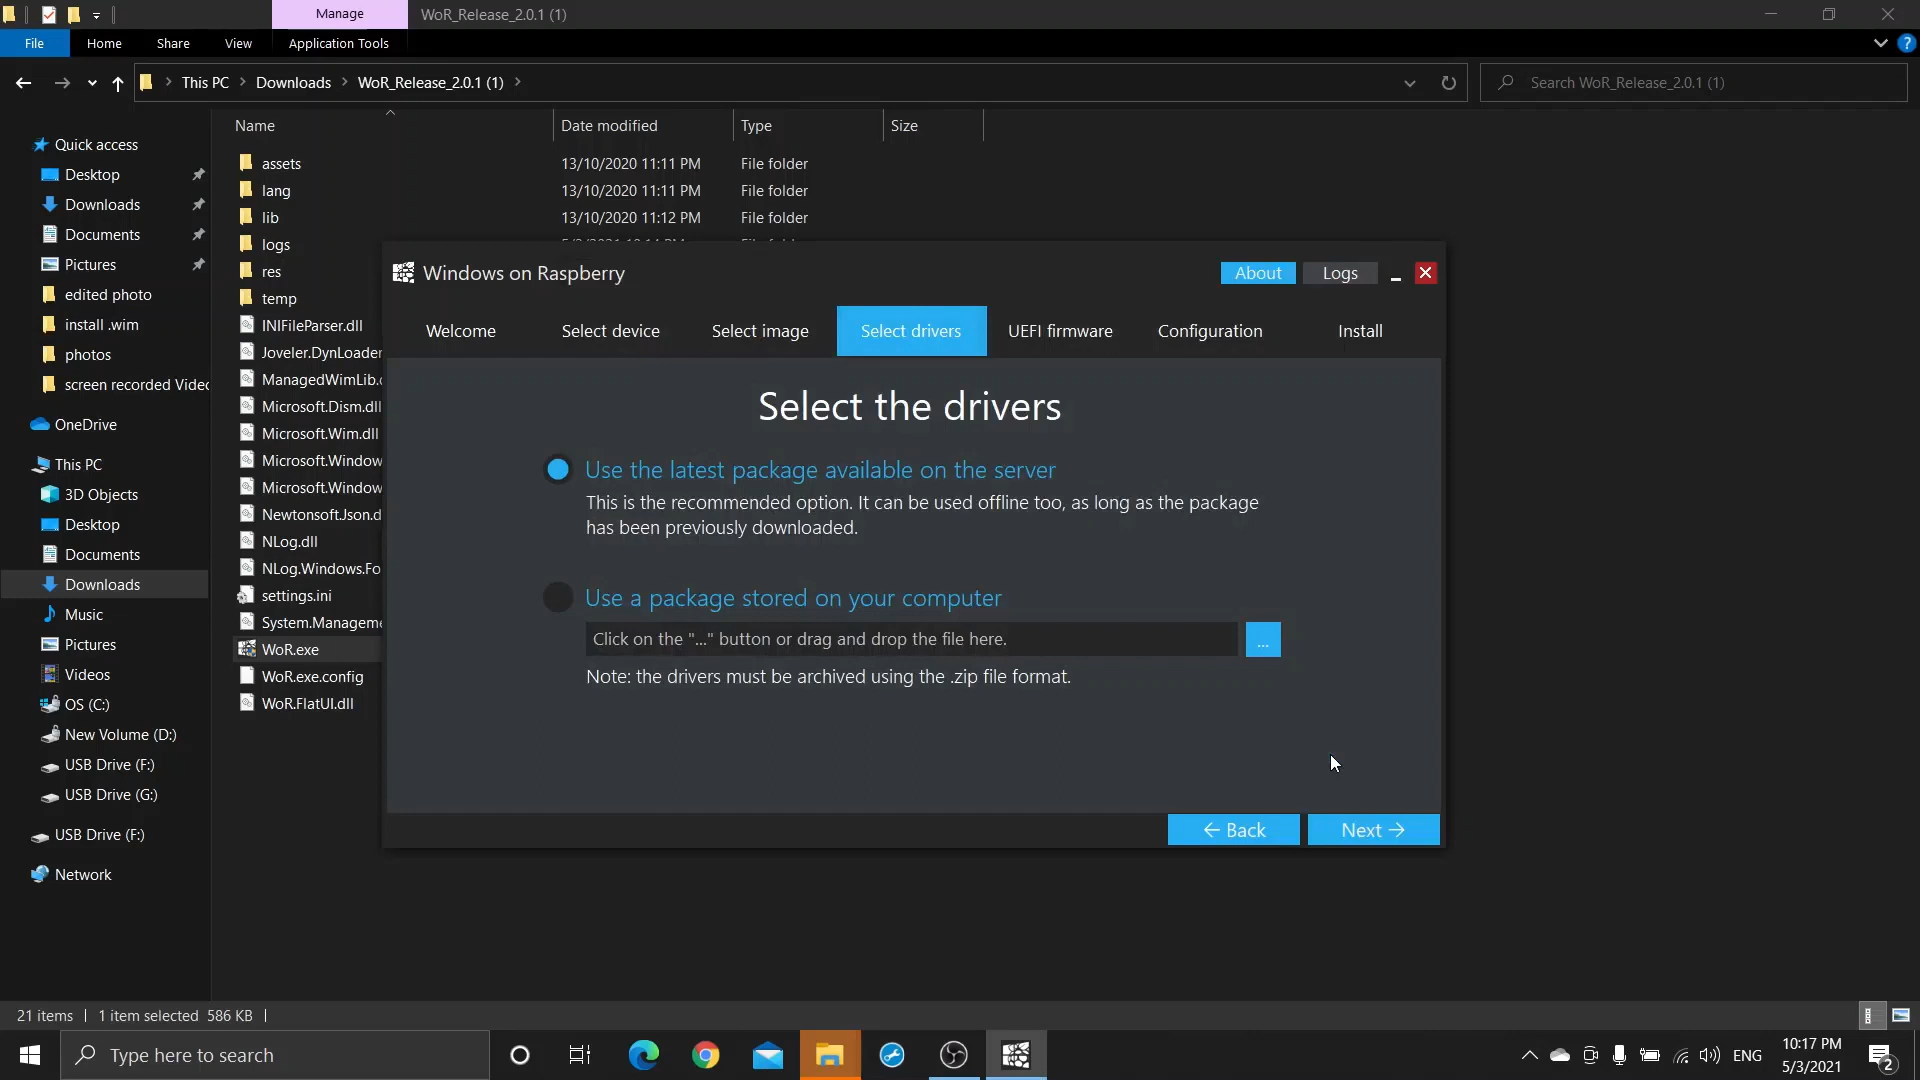 Manage
WoR_Release_2.0.1 (1)
File
Home
Share
View
Application Tools
This PC
Downloads
WoR_Release_2.0.1 (1)
Search WoR_Release_2.0.1 (1)
Name
Date modified
Type
Size
Quick access
Desktop
Downloads
Documents
Pictures
edited photo
install .wim
photos
screen recorded Videc
OneDrive
This PC
3D Objects
Desktop
Documents
Downloads
Music
Pictures
Videos
OS (C:)
New Volume (D:)
USB Drive (F:)
USB Drive (G:)
USB Drive (F:)
Network
assets 13/10/2020 11:11 PM File folder
lang 13/10/2020 11:11 PM File folder
lib 13/10/2020 11:12 PM File folder
logs
res
temp
INIFileParser.dll
Joveler.DynLoader
ManagedWimLib.
Microsoft.Dism.dll
Microsoft.Wim.dll
Microsoft.Window
Microsoft.Window
Newtonsoft.Json.d
NLog.dll
NLog.Windows.Fo
settings.ini
System.Manageme
WoR.exe
WoR.exe.config
WoR.FlatUI.dll
Windows on Raspberry
About
Logs
Welcome
Select device
Select image
Select drivers
UEFI firmware
Configuration
Install
Select the drivers
Use the latest package available on the server
This is the recommended option. It can be used offline too, as long as the package
has been previously downloaded.
Use a package stored on your computer
Click on the "..." button or drag and drop the file here.
...
Note: the drivers must be archived using the .zip file format.
← Back
Next →
21 items
1 item selected 586 KB
Type here to search
ENG
10:17 PM
5/3/2021
2